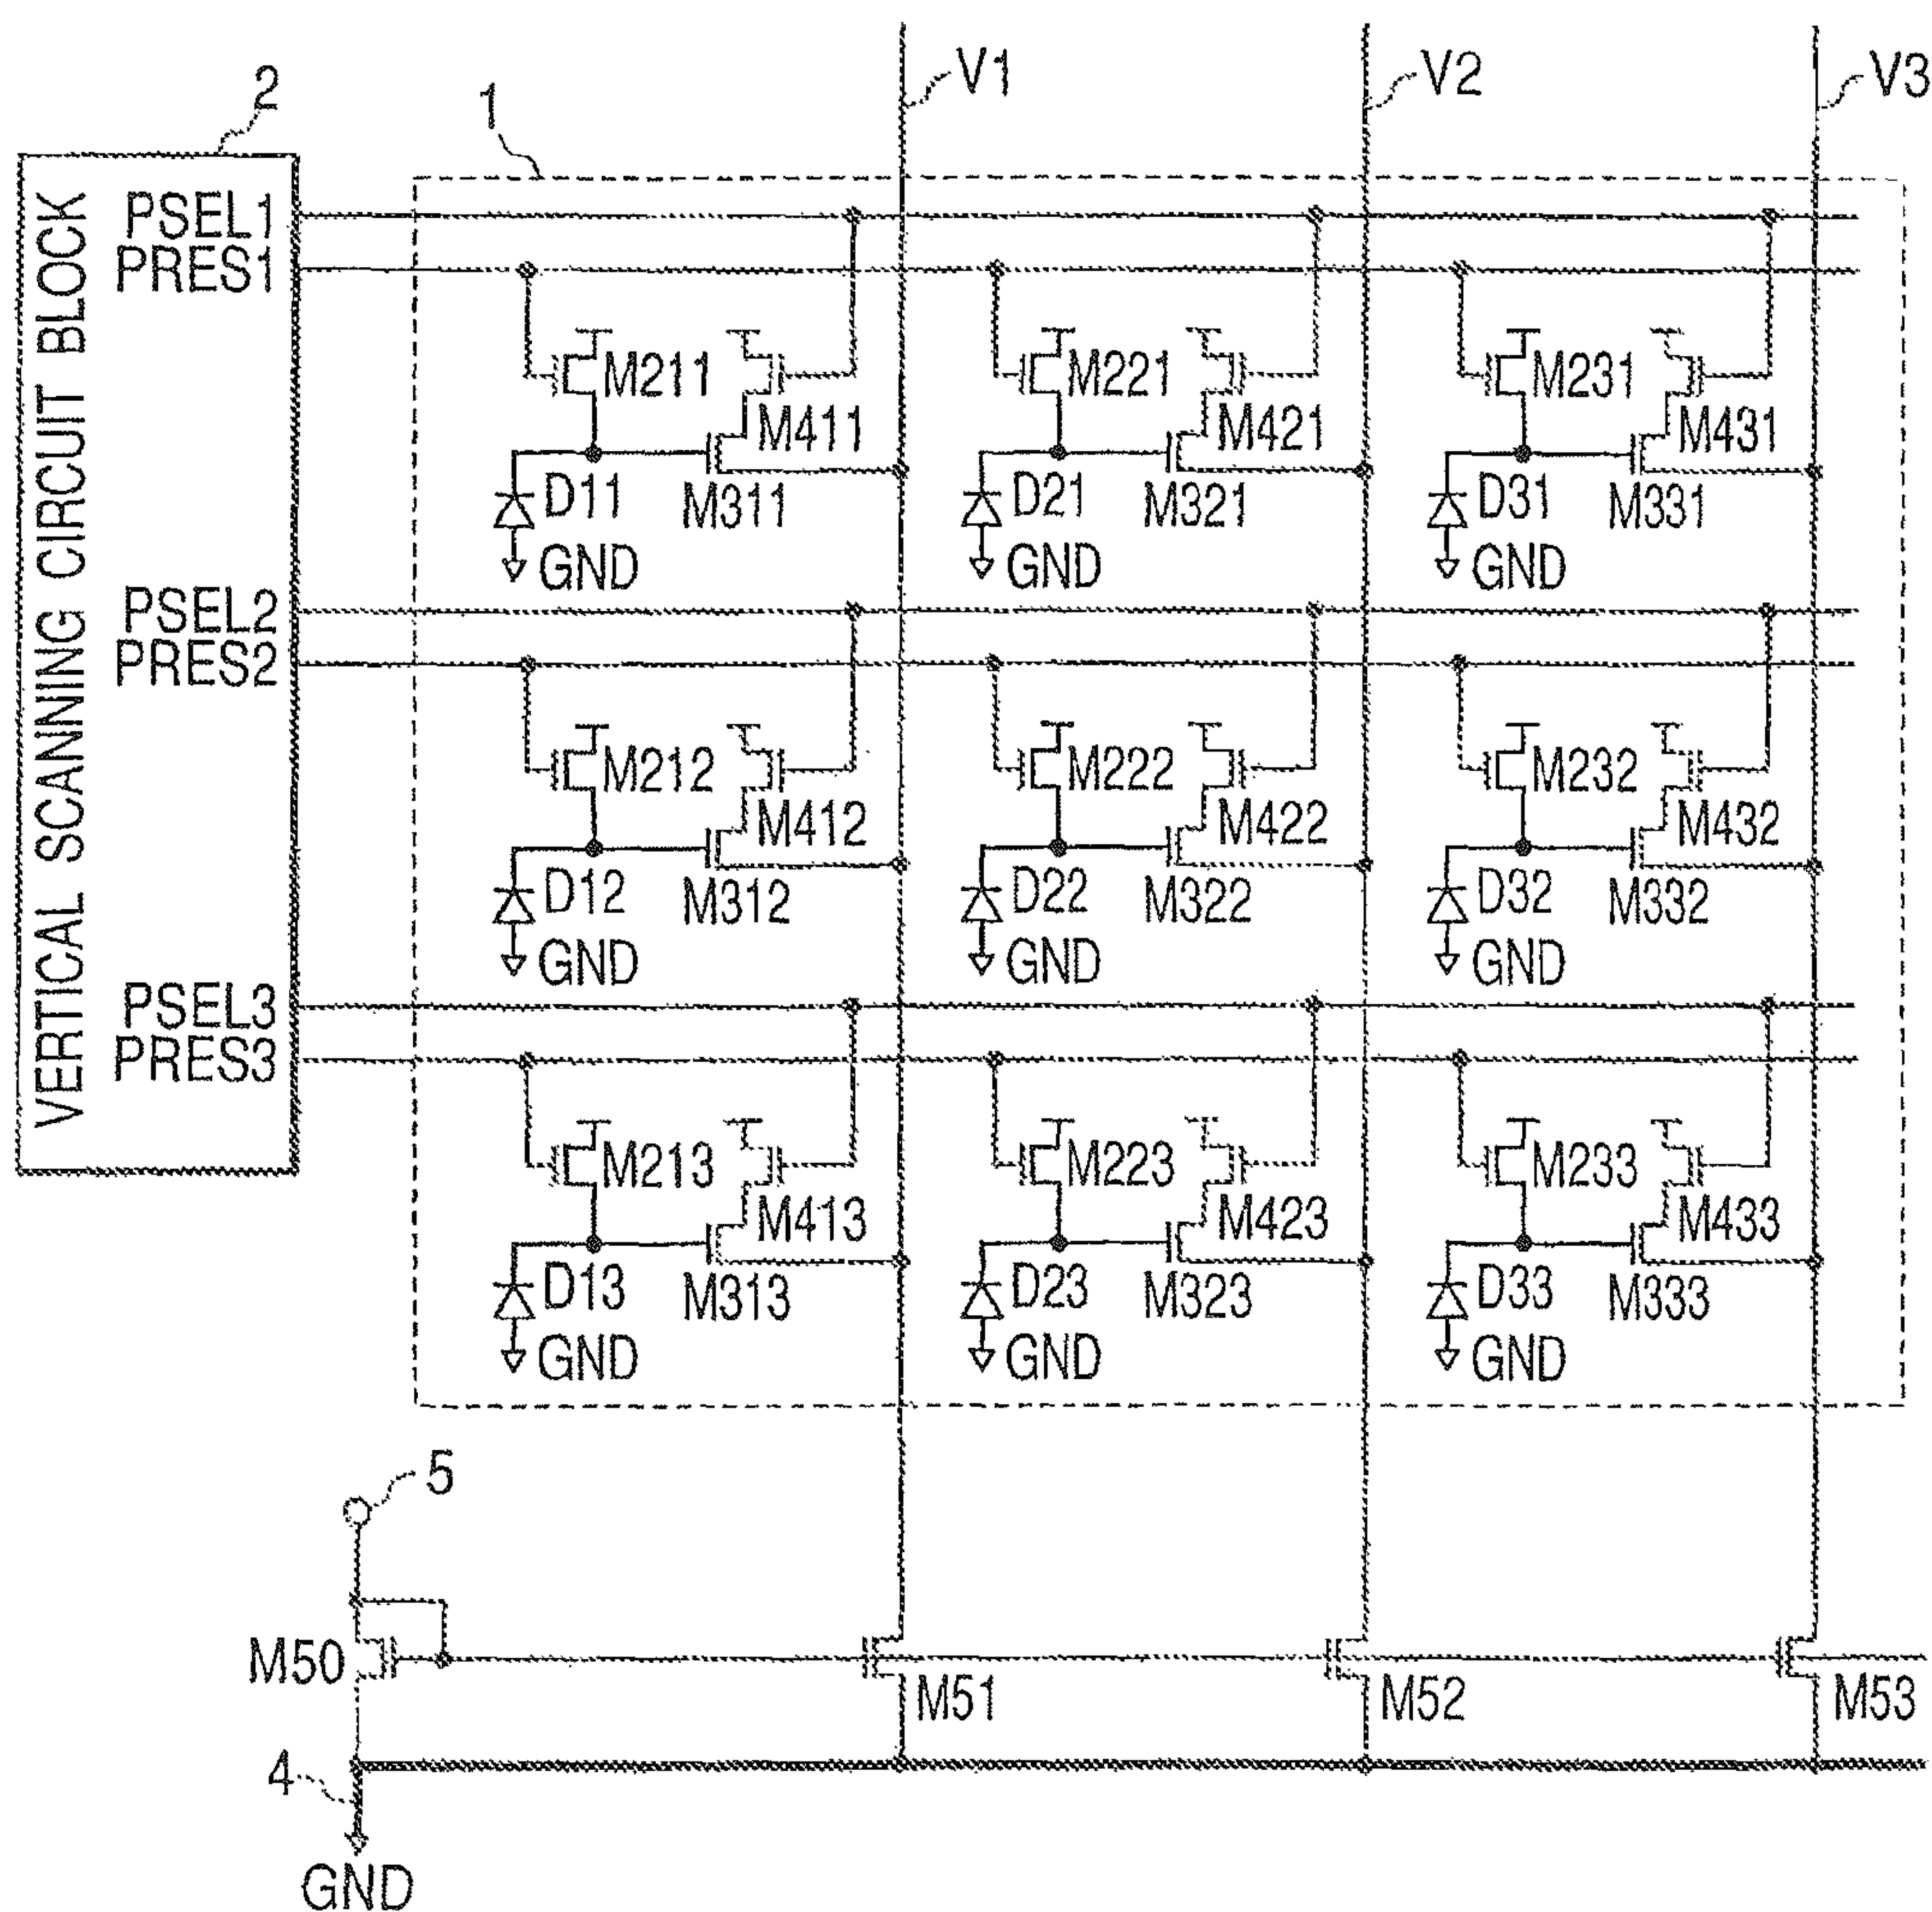 V1
V2
V3
2
1
VERTICAL SCANNING CIRCUIT BLOCK
PSEL1
PRES1
M211
M411
M221
M421
M231
M431
D11
M311
D21
M321
D31
M331
GND
GND
GND
PSEL2
PRES2
M212
M412
M222
M422
M232
M432
D12
M312
D22
M322
D32
M332
GND
GND
GND
PSEL3
PRES3
M213
M413
M223
M423
M233
M433
D13
M313
D23
M323
D33
M333
GND
GND
GND
5
M50
M51
M52
M53
4
GND